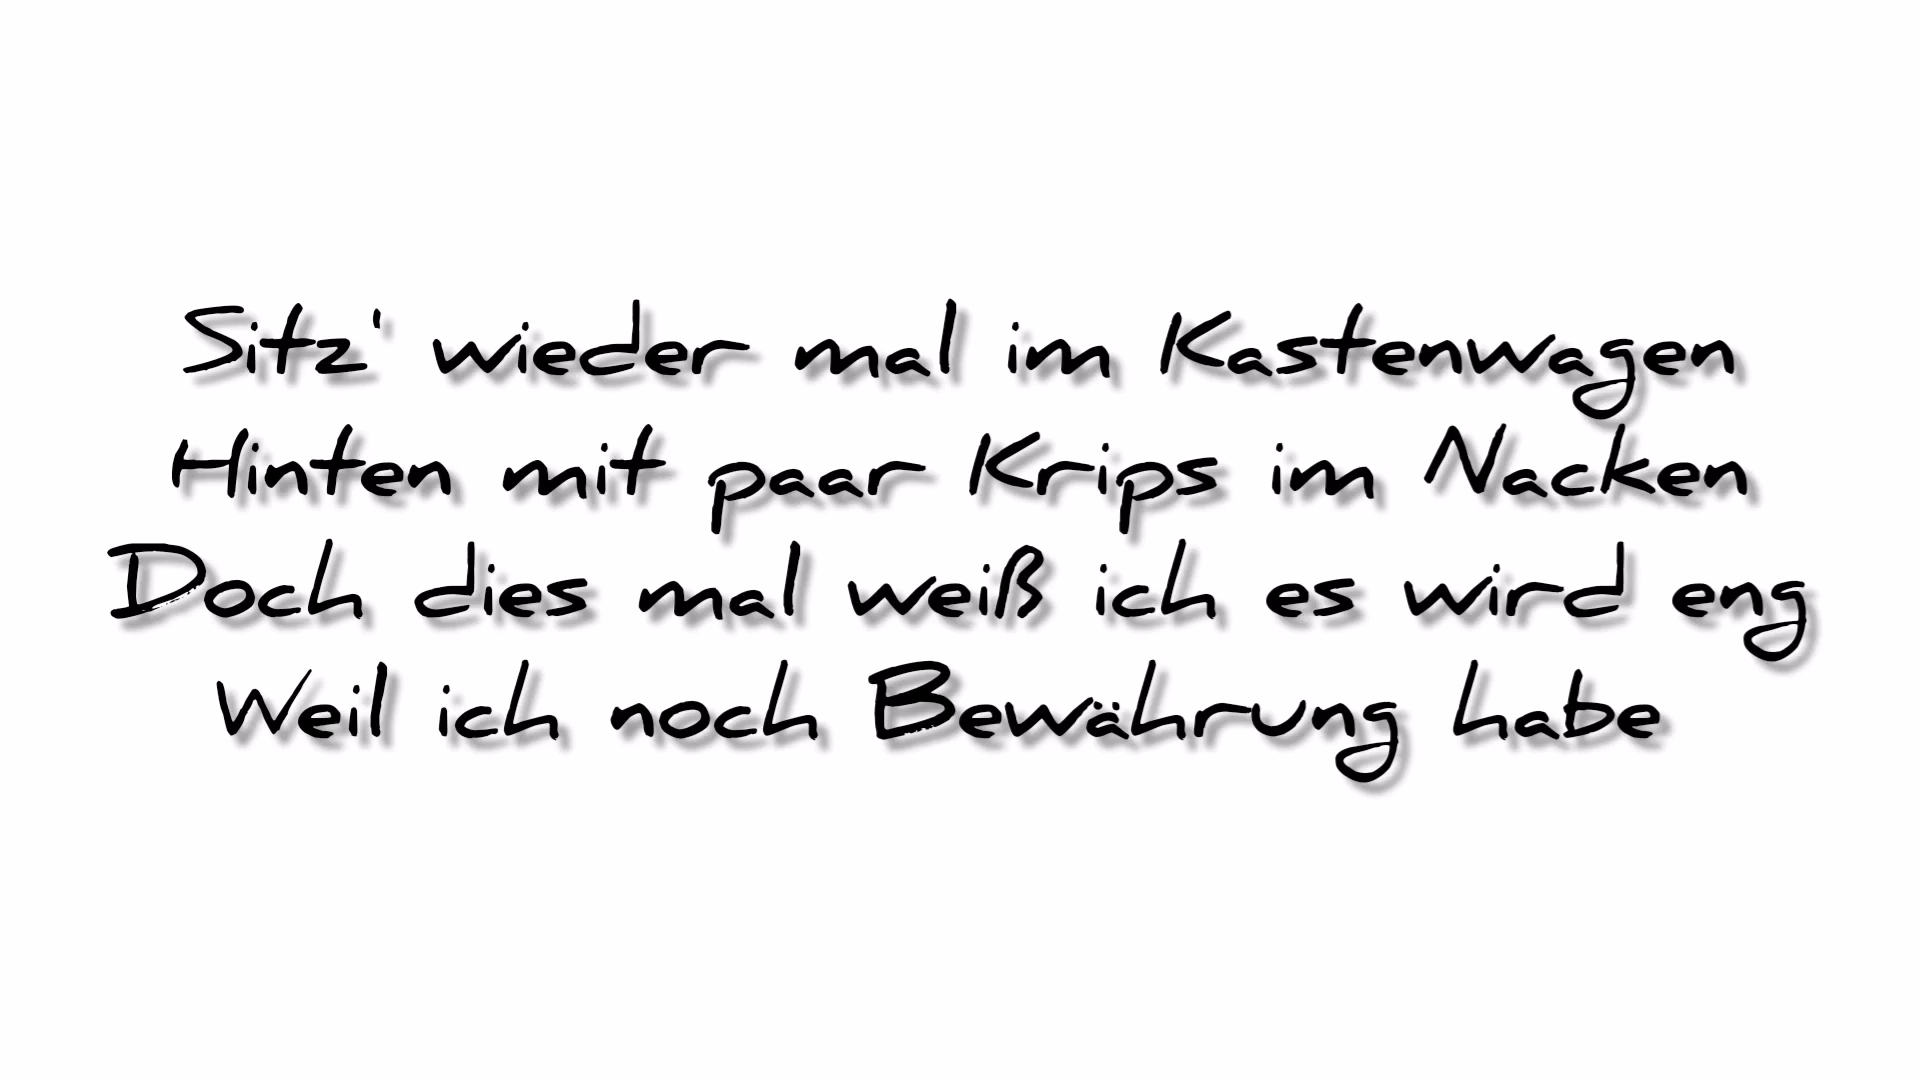 Sitz' wieder mal im Kastenwagen
Hinten mit paar Krips im Nacken
Doch dies mal weiß ich es wird eng
Weil ich noch Bewährung habe